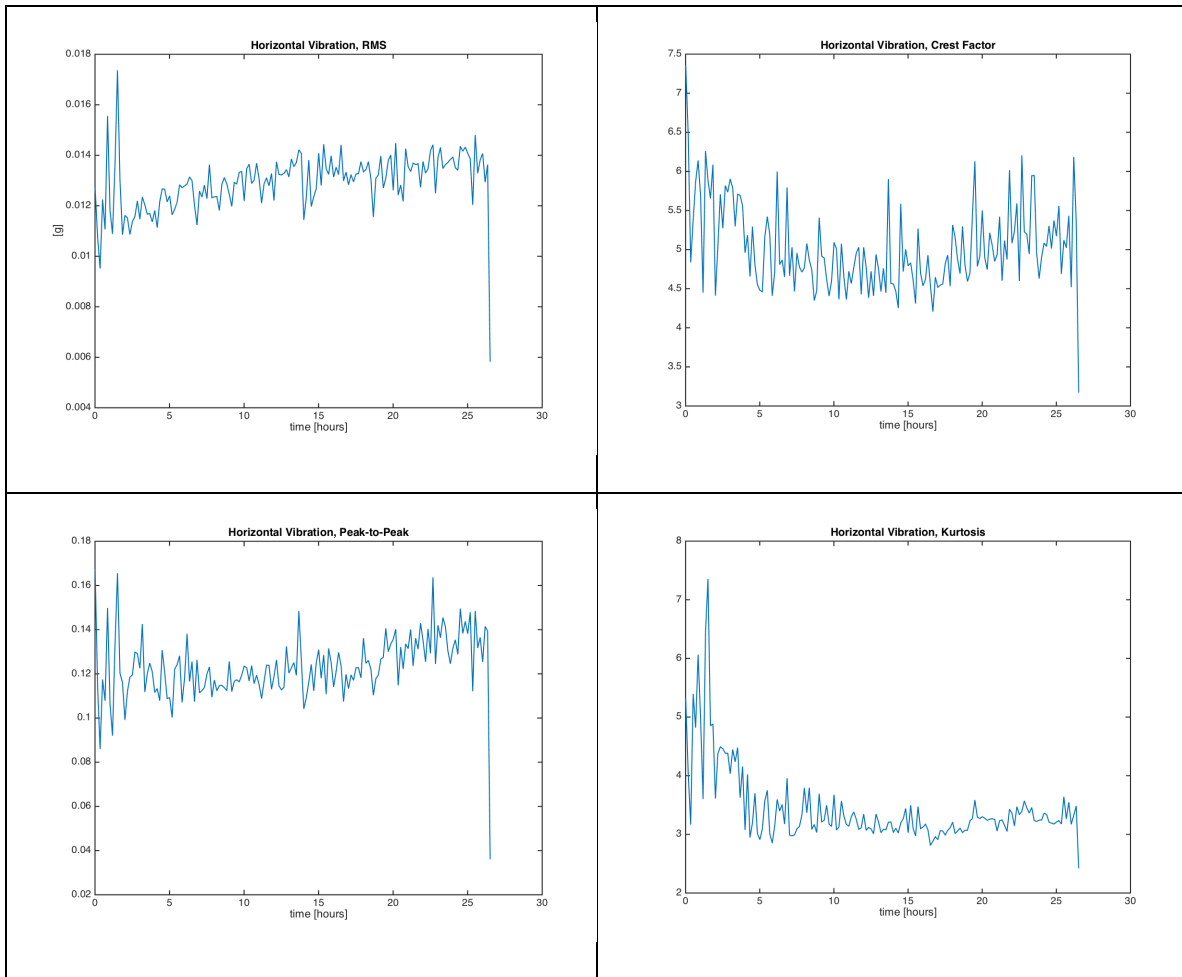 Horizontal Vibration, RMS
0.018
0.016
0.014
0.012
0.01
0.008
0.006
0.004
[g]
0 5 10 15 20 25 30
time [hours]
Horizontal Vibration, Crest Factor
7.5
7
6.5
6
5.5
5
4.5
4
3.5
3
0 5 10 15 20 25 30
time [hours]
Horizontal Vibration, Peak-to-Peak
0.18
0.16
0.14
0.12
0.1
0.08
0.06
0.04
0.02
0 5 10 15 20 25 30
time [hours]
Horizontal Vibration, Kurtosis
8
7
6
5
4
3
2
0 5 10 15 20 25 30
time [hours]